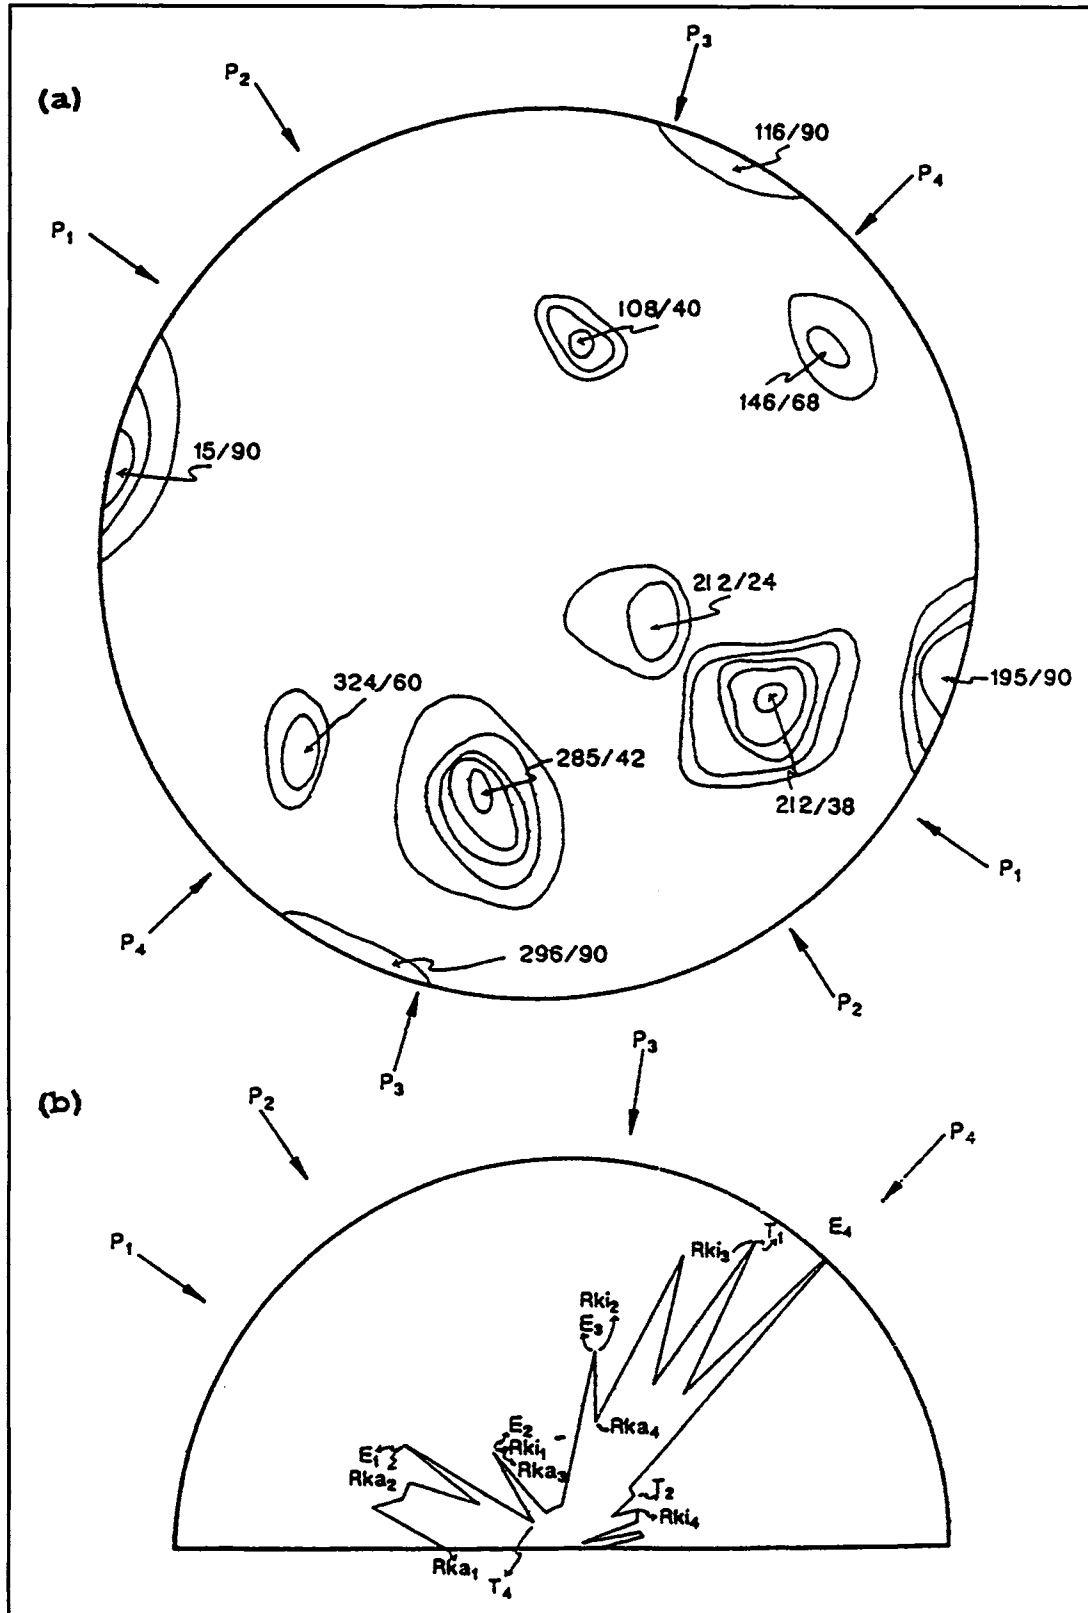 (a)
P₃
P₂
116/90
P₄
P₁
108/40
146/68
15/90
212/24
324/60
195/90
285/42
212/38
P₁
P₄
296/90
P₂
P₃
(b)
P₃
P₂
P₄
P₁
E₄
T₁
Rki₃
Rki₂
E₃
E₂
Rka₄
E₁
Rki₁
Rka₂
Rka₃
T₂
Rki₄
Rka₁
T₄